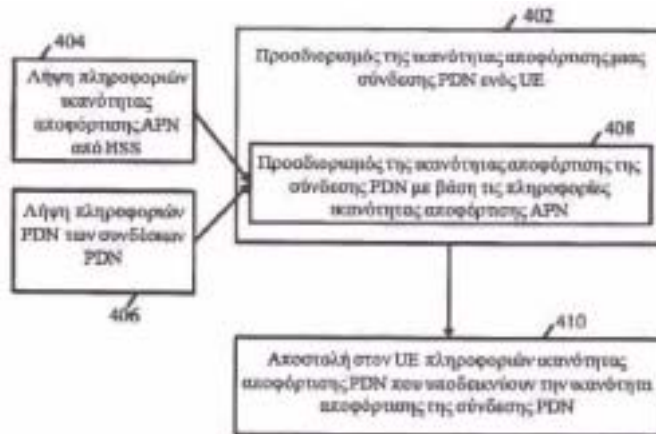 402
404
Προσδιορισμός της ικανότητας αποφόρτισης μιας
σύνδεσης PDN ενός UE
Λήψη πληροφοριών
ικανότητας
αποφόρτισης APN
από HSS
408
Προσδιορισμός της ικανότητας αποφόρτισης της
σύνδεσης PDN με βάση τις πληροφορίες
ικανότητας αποφόρτισης APN
Λήψη πληροφοριών
PDN των συνδέσεων
PDN
406
410
Αποστολή στον UE πληροφοριών ικανότητας
αποφόρτισης PDN που υποδεικνύουν την ικανότητα
αποφόρτισης της σύνδεσης PDN